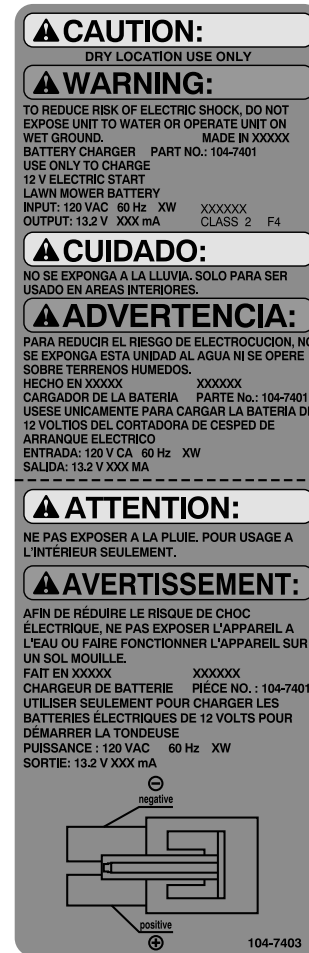 CAUTION:
DRY LOCATION USE ONLY
WARNING:
TO REDUCE RISK OF ELECTRIC SHOCK, DO NOT
EXPOSE UNIT TO WATER OR OPERATE UNIT ON
WET GROUND. MADE IN XXXXX
BATTERY CHARGER PART NO.: 104-7401
USE ONLY TO CHARGE
12 V ELECTRIC START
LAWN MOWER BATTERY
INPUT: 120 VAC 60 Hz XW XXXXXX
OUTPUT: 13.2 V XXX mA CLASS 2 F4
CUIDADO:
NO SE EXPONGA A LA LLUVIA. SOLO PARA SER
USADO EN AREAS INTERIORES.
ADVERTENCIA:
PARA REDUCIR EL RIESGO DE ELECTROCUCION, NO
SE EXPONGA ESTA UNIDAD AL AGUA NI SE OPERE
SOBRE TERRENOS HUMEDOS.
HECHO EN XXXXX XXXXXX
CARGADOR DE LA BATERIA PARTE No.: 104-7401
USESE UNICAMENTE PARA CARGAR LA BATERIA DE
12 VOLTIOS DEL CORTADORA DE CESPED DE
ARRANQUE ELECTRICO
ENTRADA: 120 V CA 60 Hz XW
SALIDA: 13.2 V XXX MA
ATTENTION:
NE PAS EXPOSER A LA PLUIE. POUR USAGE A
L'INTÉRIEUR SEULEMENT.
AVERTISSEMENT:
AFIN DE RÉDUIRE LE RISQUE DE CHOC
ÉLECTRIQUE, NE PAS EXPOSER L'APPAREIL A
L'EAU OU FAIRE FONCTIONNER L'APPAREIL SUR
UN SOL MOUILLE.
FAIT EN XXXXX XXXXXX
CHARGEUR DE BATTERIE PIÉCE NO. : 104-7401
UTILISER SEULEMENT POUR CHARGER LES
BATTERIES ÉLECTRIQUES DE 12 VOLTS POUR
DÉMARRER LA TONDEUSE
PUISSANCE : 120 VAC 60 Hz XW
SORTIE: 13.2 V XXX mA
negative
positive
104-7403